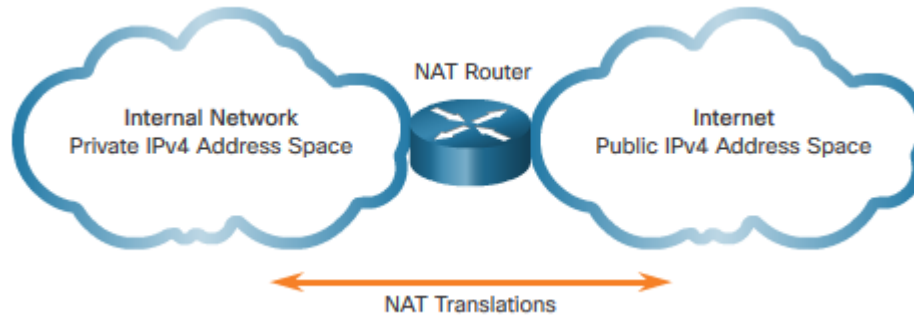 NAT Router
Internal Network
Private IPv4 Address Space
Internet
Public IPv4 Address Space
NAT Translations